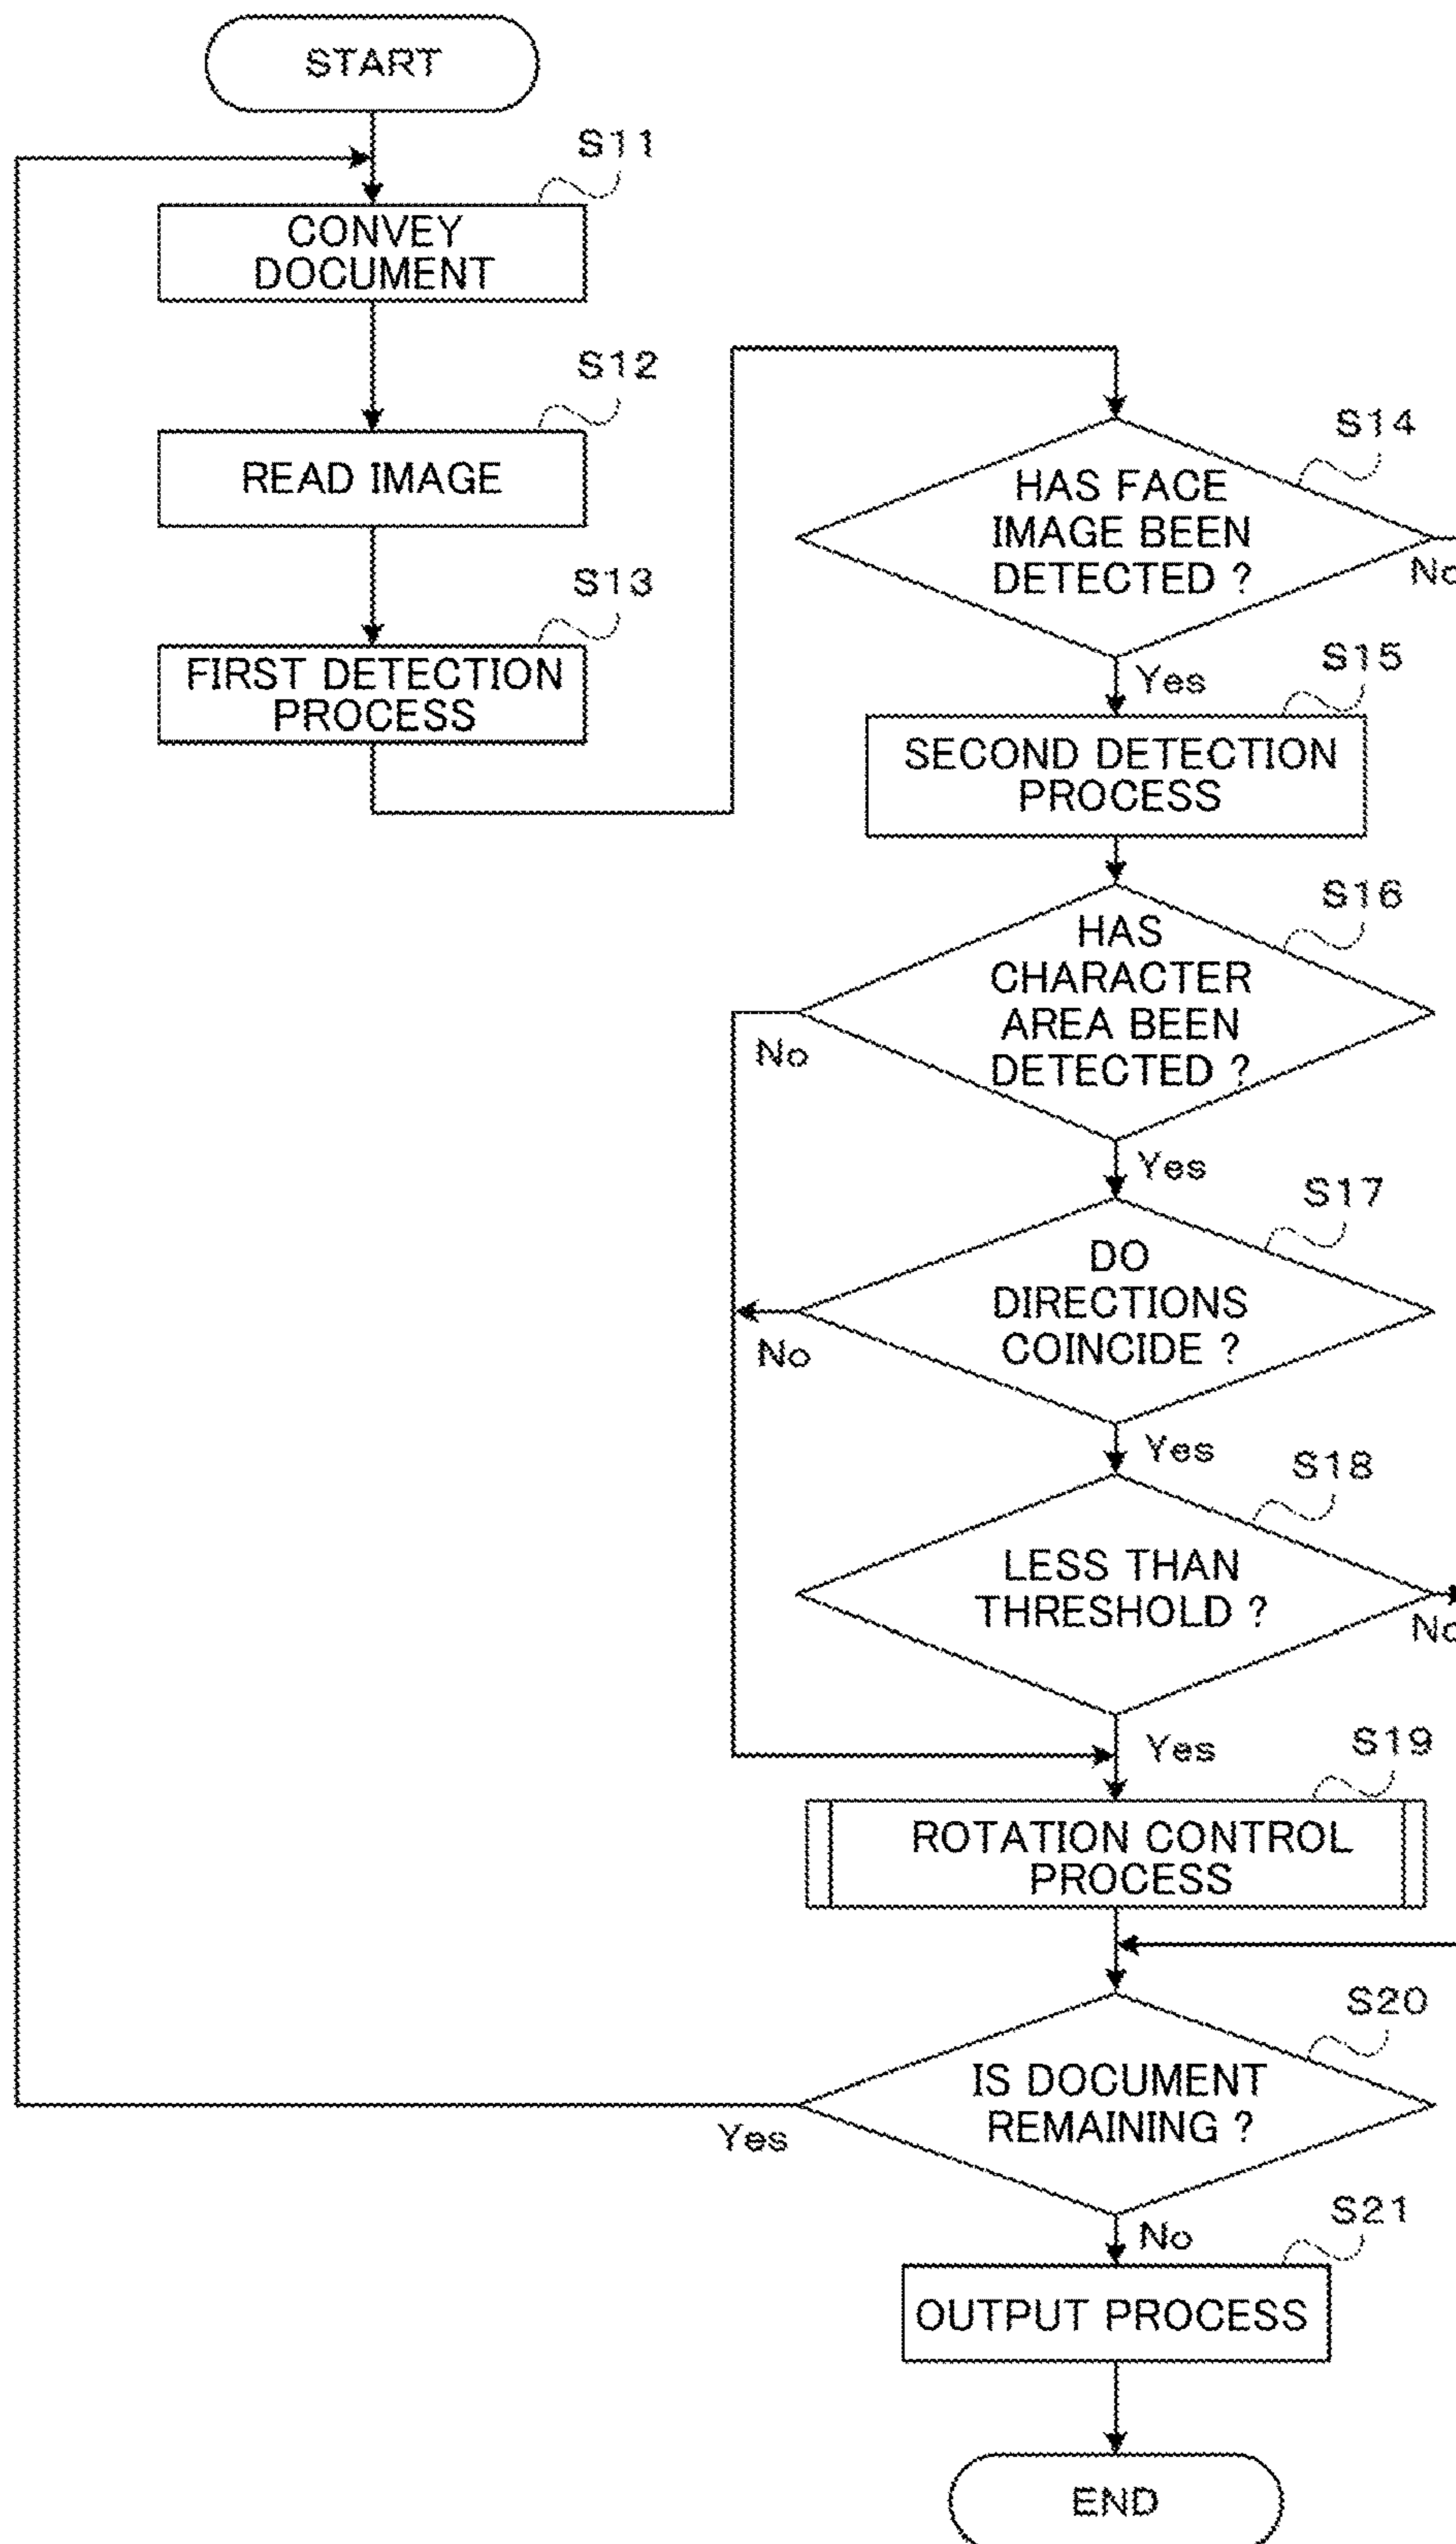 START
S11
CONVEY
DOCUMENT
S12
READ IMAGE
S13
FIRST DETECTION
PROCESS
S14
HAS FACE
IMAGE BEEN
DETECTED ?
No
Yes
S15
SECOND DETECTION
PROCESS
S16
HAS
CHARACTER
AREA BEEN
DETECTED ?
No
Yes
S17
DO
DIRECTIONS
COINCIDE ?
No
Yes
S18
LESS THAN
THRESHOLD ?
No
Yes
S19
ROTATION CONTROL
PROCESS
S20
IS DOCUMENT
REMAINING ?
Yes
No
S21
OUTPUT PROCESS
END